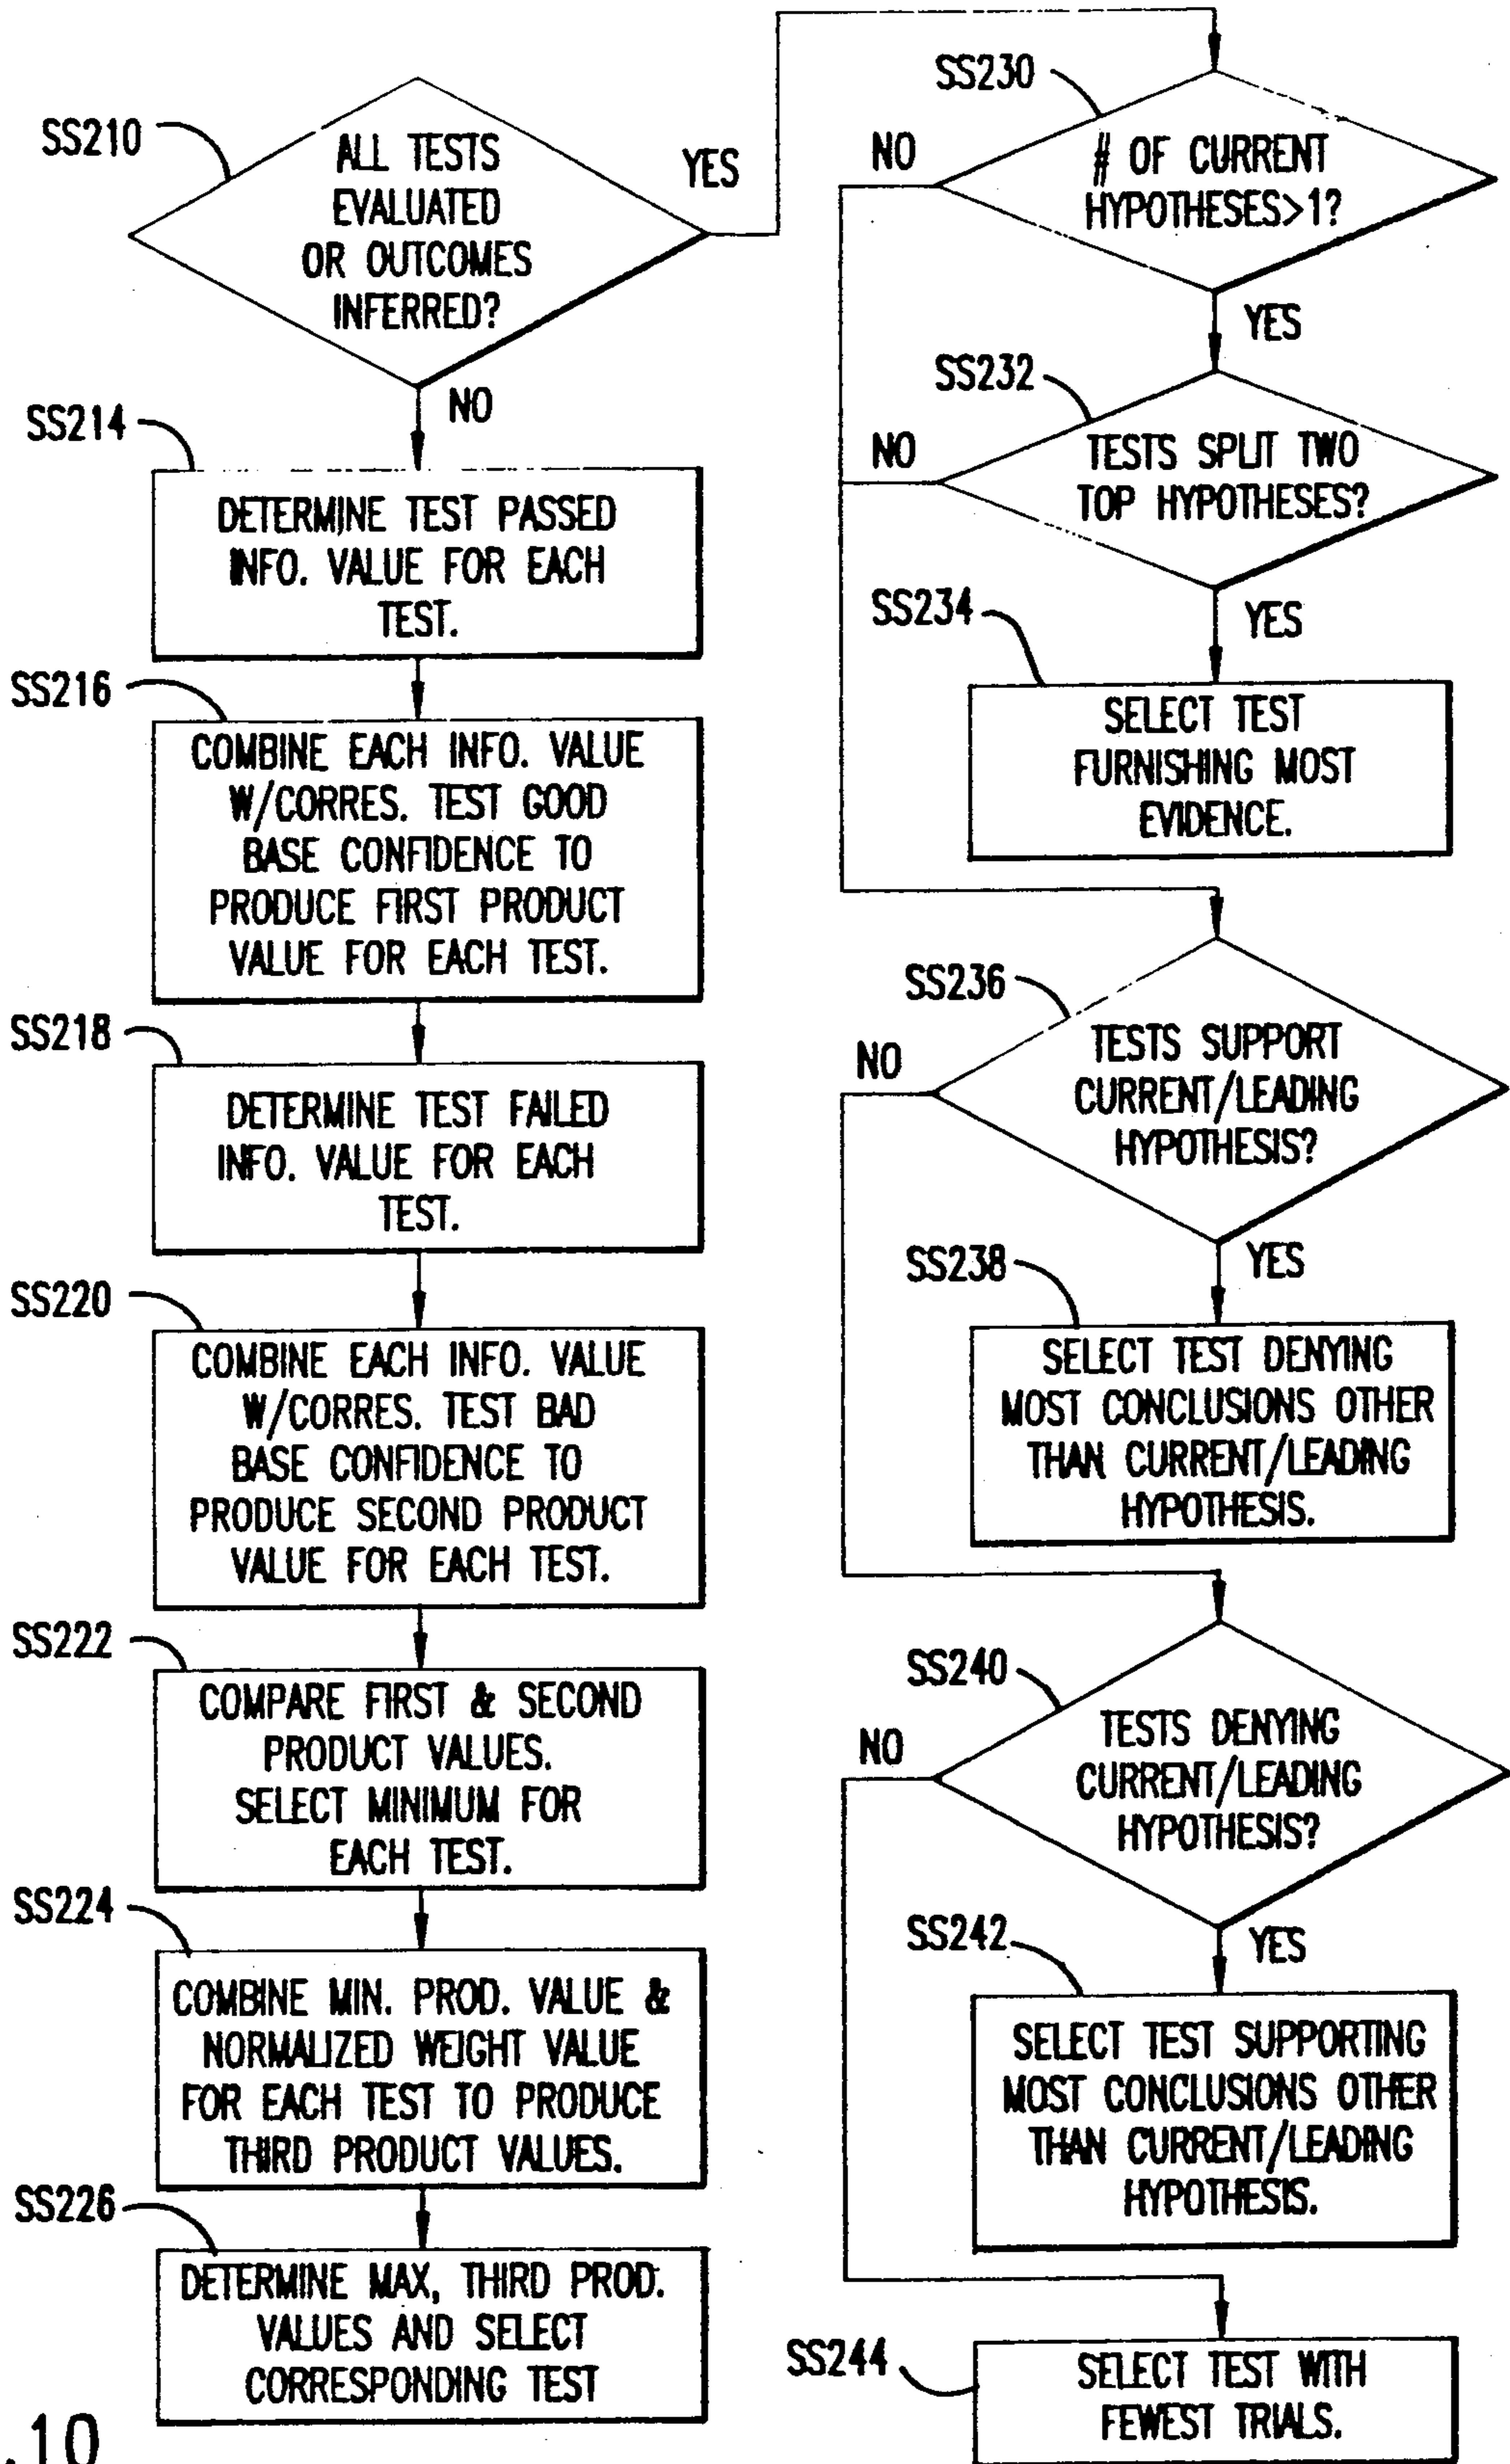 SS210
ALL TESTS
EVALUATED
OR OUTCOMES
INFERRED?
YES
NO
SS214
DETERMINE TEST PASSED
INFO. VALUE FOR EACH
TEST.
SS216
COMBINE EACH INFO. VALUE
W/CORRES. TEST GOOD
BASE CONFIDENCE TO
PRODUCE FIRST PRODUCT
VALUE FOR EACH TEST.
SS218
DETERMINE TEST FAILED
INFO. VALUE FOR EACH
TEST.
SS220
COMBINE EACH INFO. VALUE
W/CORRES. TEST BAD
BASE CONFIDENCE TO
PRODUCE SECOND PRODUCT
VALUE FOR EACH TEST.
SS222
COMPARE FIRST & SECOND
PRODUCT VALUES.
SELECT MINIMUM FOR
EACH TEST.
SS224
COMBINE MIN. PROD. VALUE &
NORMALIZED WEIGHT VALUE
FOR EACH TEST TO PRODUCE
THIRD PRODUCT VALUES.
SS226
DETERMINE MAX, THIRD PROD.
VALUES AND SELECT
CORRESPONDING TEST
SS230
NO
# OF CURRENT
HYPOTHESES>1?
YES
SS232
NO
TESTS SPLIT TWO
TOP HYPOTHESES?
YES
SS234
SELECT TEST
FURNISHING MOST
EVIDENCE.
SS236
NO
TESTS SUPPORT
CURRENT/LEADING
HYPOTHESIS?
YES
SS238
SELECT TEST DENYING
MOST CONCLUSIONS OTHER
THAN CURRENT/LEADING
HYPOTHESIS.
SS240
NO
TESTS DENYING
CURRENT/LEADING
HYPOTHESIS?
YES
SS242
SELECT TEST SUPPORTING
MOST CONCLUSIONS OTHER
THAN CURRENT/LEADING
HYPOTHESIS.
SS244
SELECT TEST WITH
FEWEST TRIALS.
.10